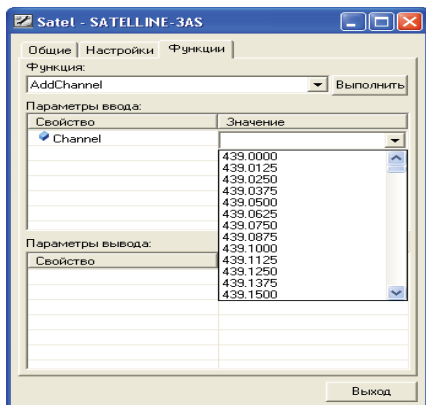 Satel - SATELLINE-3AS
Общие Настройки Функции
Функция:
AddChannel Выполнить
Параметры ввода:
Свойство Значение
Channel
439.0000
439.0125
439.0250
439.0375
439.0500
439.0625
439.0750
439.0875
439.1000
439.1125
439.1250
439.1375
439.1500
Параметры вывода:
Свойство
Выход